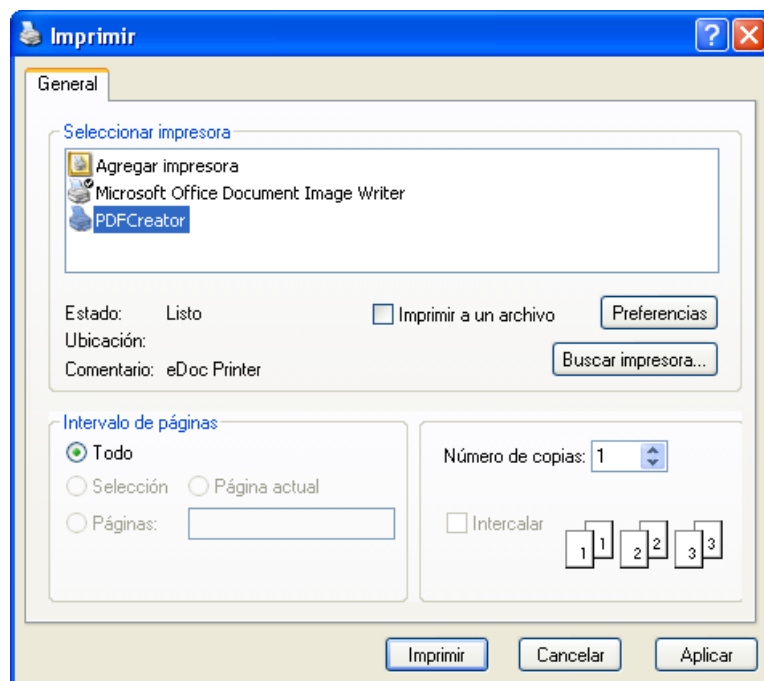 Imprimir
General
Seleccionar impresora
Agregar impresora
Microsoft Office Document Image Writer
PDFCreator
Estado: Listo
Imprimir a un archivo
Preferencias
Ubicación:
Comentario: eDoc Printer
Buscar impresora...
Intervalo de páginas
Todo
Selección Página actual
Páginas:
Número de copias: 1
Intercalar
1 1 2 2 3 3
Imprimir Cancelar Aplicar